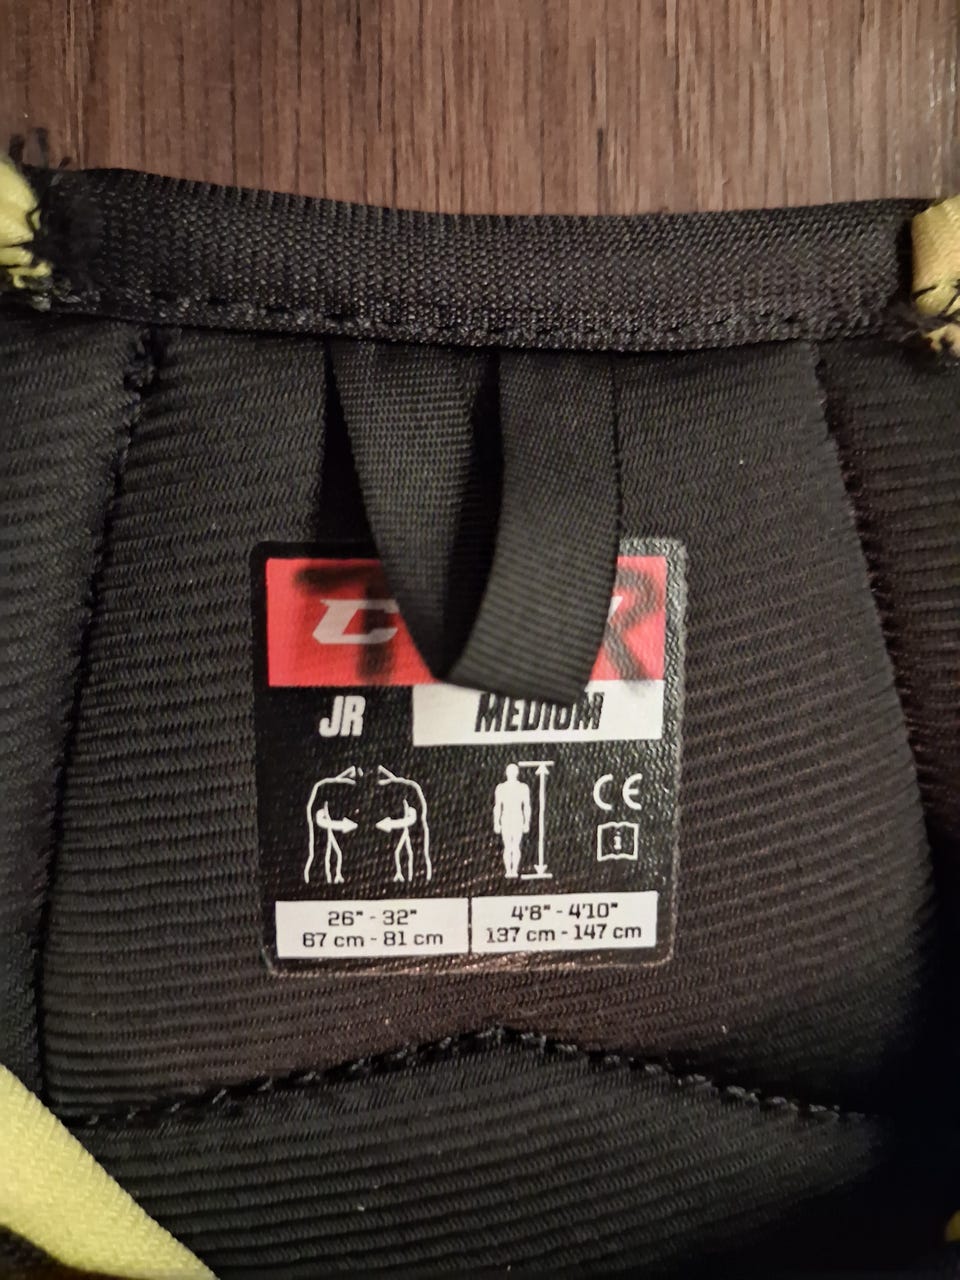 C
R
JR
MEDIUM
CE
i
26" - 32"
4'8" - 4'10"
67 cm - 81 cm
137 cm - 147 cm